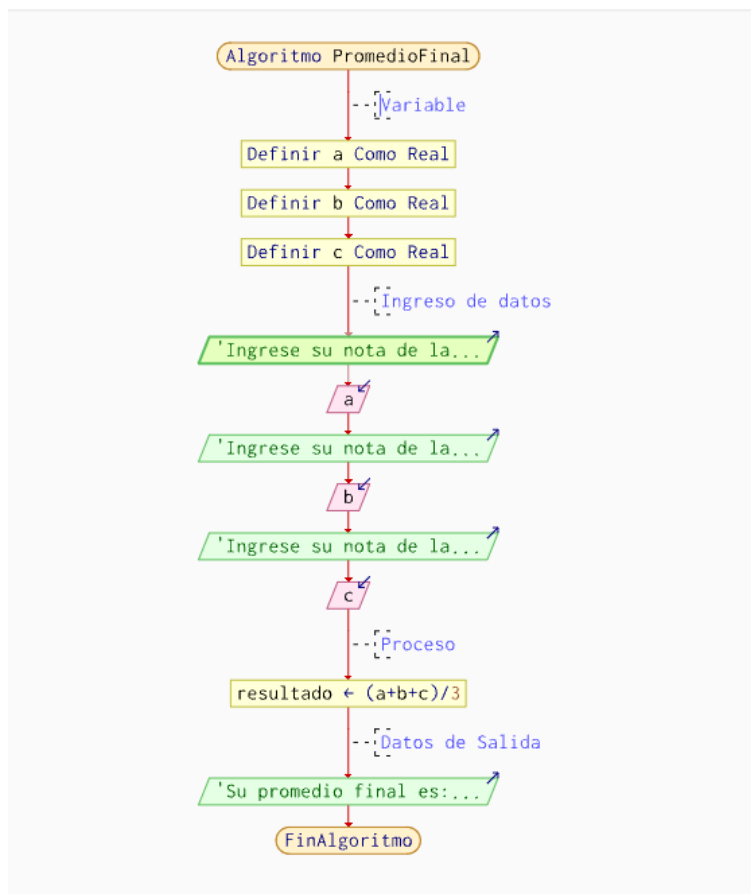 Algoritmo PromedioFinal
Variable
Definir a Como Real
Definir b Como Real
Definir c Como Real
Ingreso de datos
'Ingrese su nota de la...
a
'Ingrese su nota de la...
b
'Ingrese su nota de la...
c
Proceso
resultado ← (a+b+c)/3
Datos de Salida
'Su promedio final es:...
FinAlgoritmo